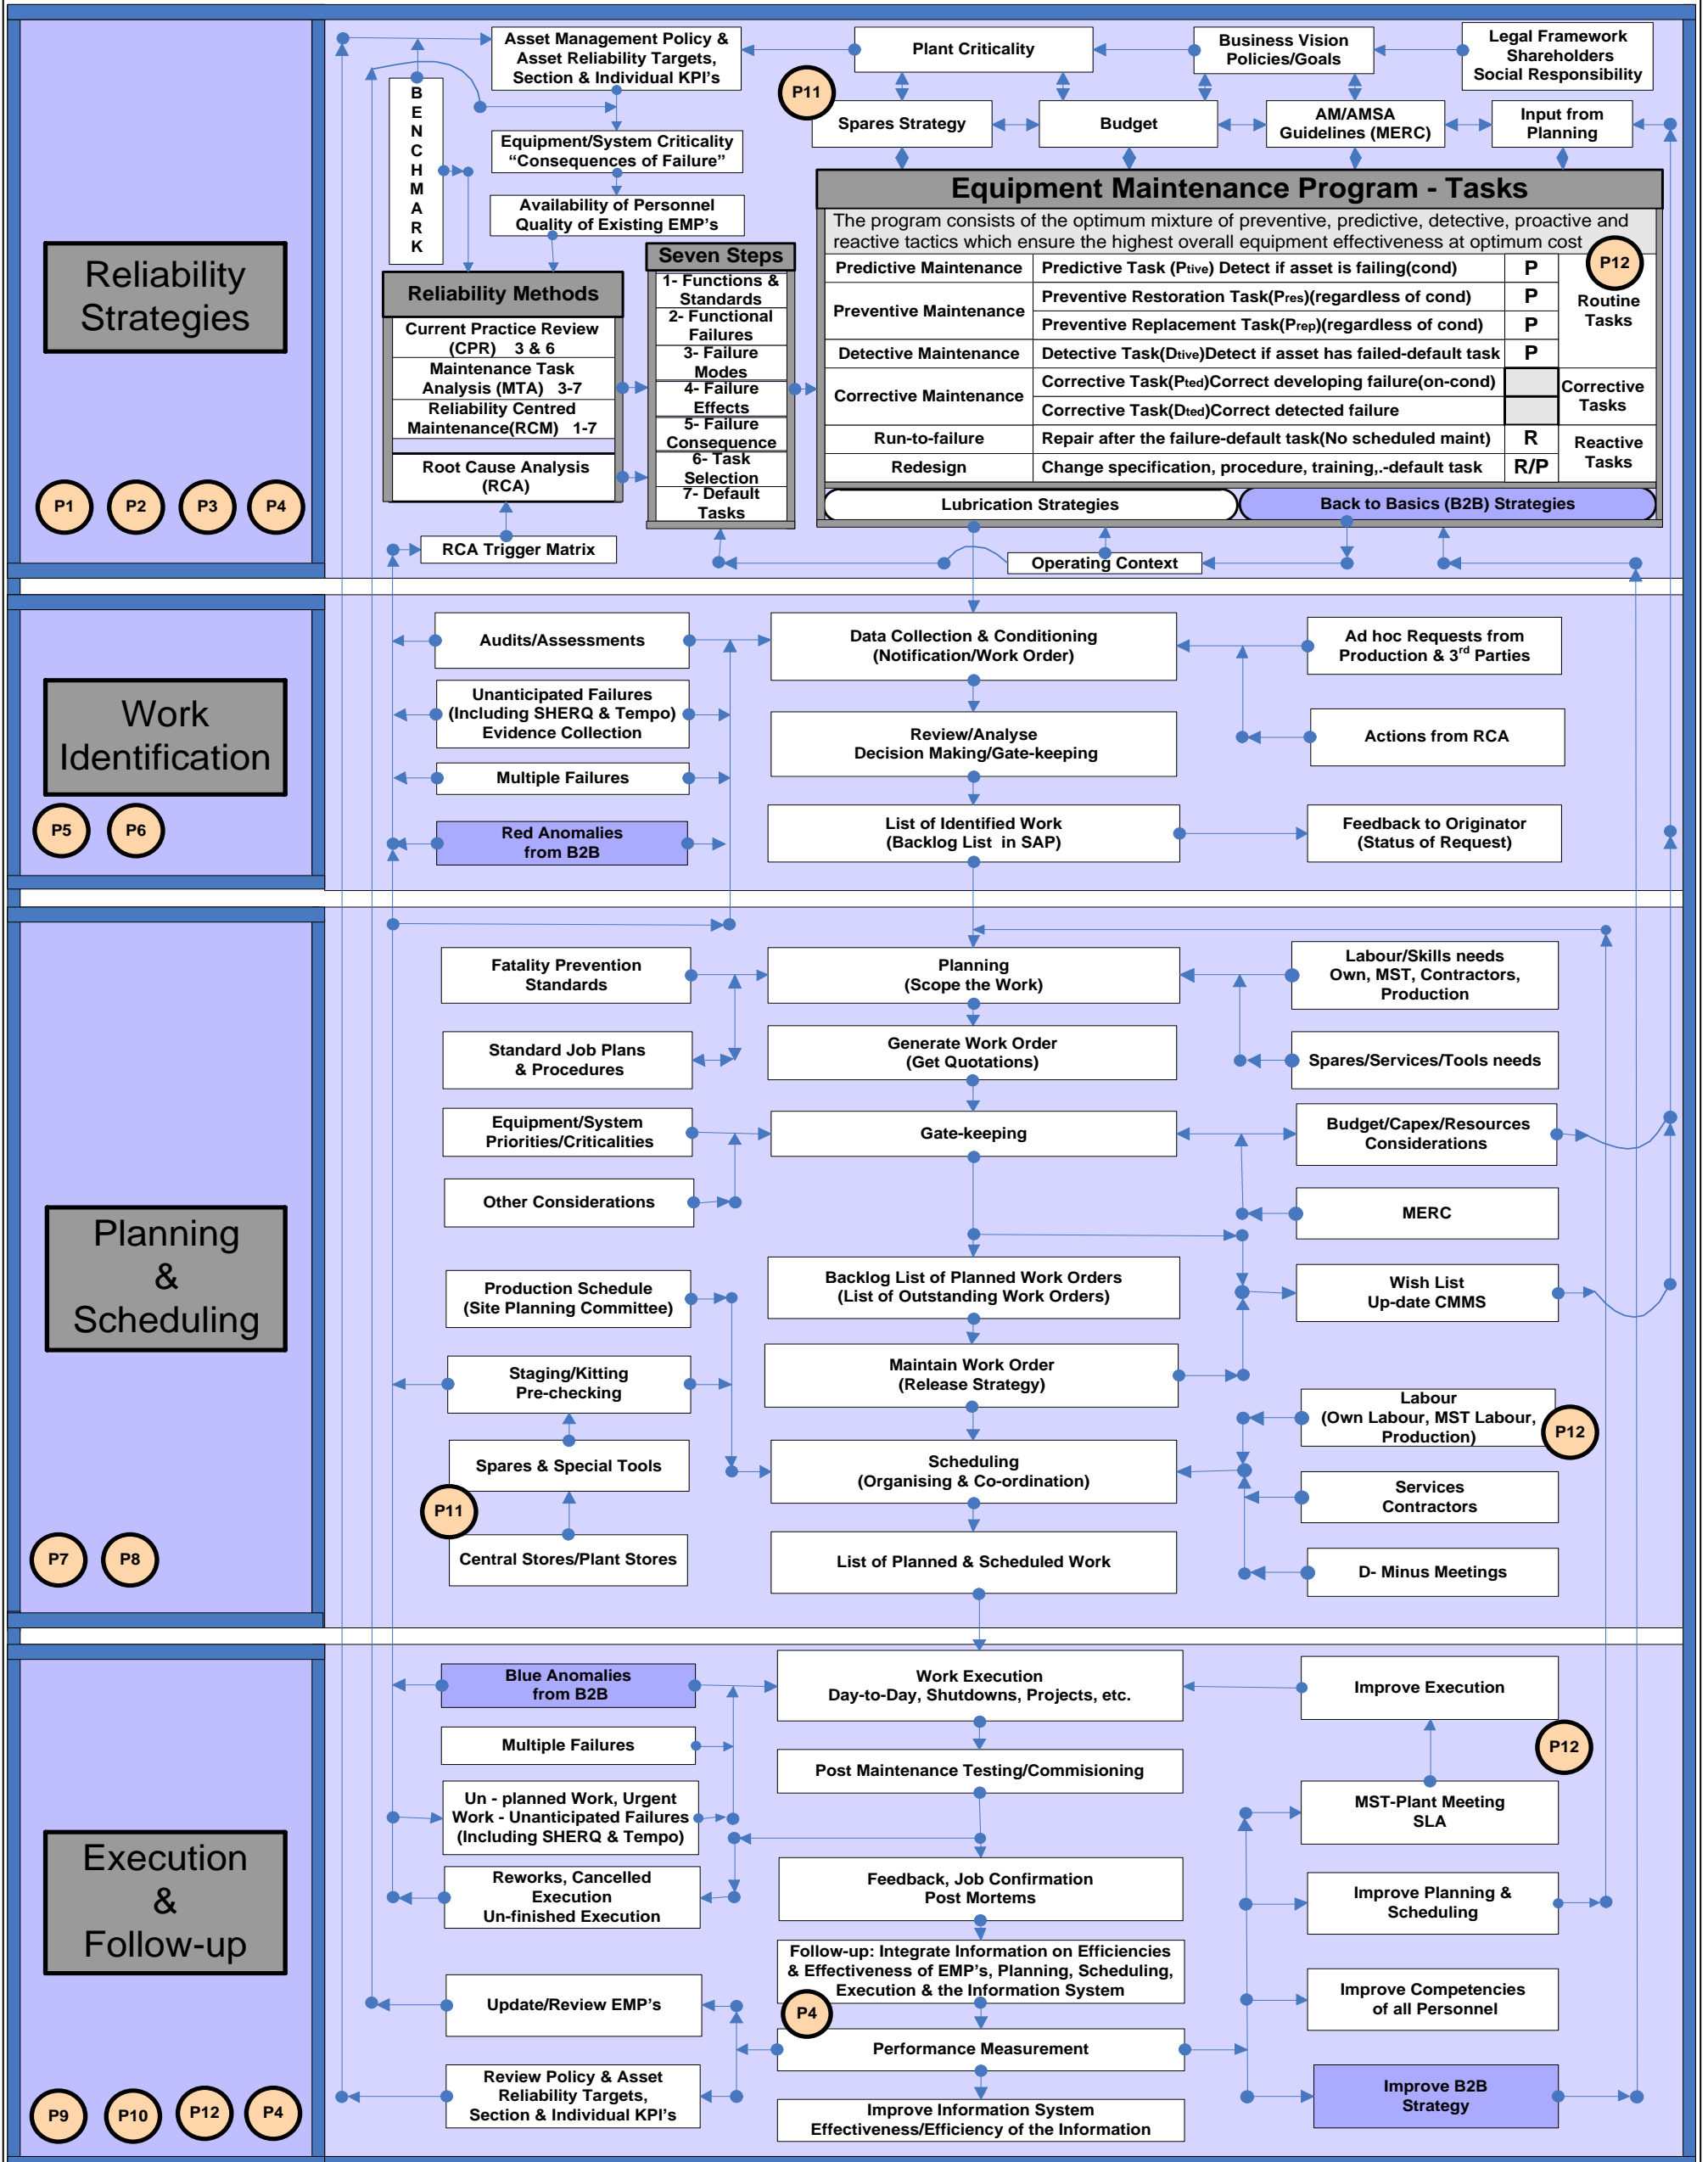 Reliability
Strategies
P1
P2
P3
P4
Asset Management Policy &
Asset Reliability Targets,
Section & Individual KPI's
Plant Criticality
Business Vision
Policies/Goals
Legal Framework
Shareholders
Social Responsibility
B
E
N
C
H
M
A
R
K
P11
Spares Strategy
Budget
AM/AMSA
Guidelines (MERC)
Input from
Planning
Equipment/System Criticality
“Consequences of Failure”
Availability of Personnel
Quality of Existing EMP's
Reliability Methods
Current Practice Review
(CPR) 3 & 6
Maintenance Task
Analysis (MTA) 3-7
Reliability Centred
Maintenance(RCM) 1-7
Root Cause Analysis
(RCA)
RCA Trigger Matrix
Seven Steps
1- Functions &
Standards
2- Functional
Failures
3- Failure
Modes
4- Failure
Effects
5- Failure
Consequence
6- Task
Selection
7- Default
Tasks
Equipment Maintenance Program - Tasks
The program consists of the optimum mixture of preventive, predictive, detective, proactive and
reactive tactics which ensure the highest overall equipment effectiveness at optimum cost
P12
Predictive Maintenance Predictive Task (Ptive) Detect if asset is failing(cond) P
Preventive Maintenance Preventive Restoration Task(Pres)(regardless of cond) P
Preventive Replacement Task(Prep)(regardless of cond) P
Routine
Tasks
Detective Maintenance Detective Task(Dtive)Detect if asset has failed-default task P
Corrective Maintenance Corrective Task(Pted)Correct developing failure(on-cond)
Corrective Task(Dted)Correct detected failure
Corrective
Tasks
Run-to-failure Repair after the failure-default task(No scheduled maint) R
Redesign Change specification, procedure, training,.-default task R/P
Reactive
Tasks
Lubrication Strategies
Back to Basics (B2B) Strategies
Operating Context
Work
Identification
P5
P6
Audits/Assessments
Data Collection & Conditioning
(Notification/Work Order)
Ad hoc Requests from
Production & 3rd Parties
Unanticipated Failures
(Including SHERQ & Tempo)
Evidence Collection
Review/Analyse
Decision Making/Gate-keeping
Actions from RCA
Multiple Failures
Red Anomalies
from B2B
List of Identified Work
(Backlog List in SAP)
Feedback to Originator
(Status of Request)
Planning
&
Scheduling
P7
P8
Fatality Prevention
Standards
Planning
(Scope the Work)
Labour/Skills needs
Own, MST, Contractors,
Production
Standard Job Plans
& Procedures
Generate Work Order
(Get Quotations)
Spares/Services/Tools needs
Equipment/System
Priorities/Criticalities
Gate-keeping
Budget/Capex/Resources
Considerations
Other Considerations
MERC
Production Schedule
(Site Planning Committee)
Backlog List of Planned Work Orders
(List of Outstanding Work Orders)
Wish List
Up-date CMMS
Staging/Kitting
Pre-checking
Maintain Work Order
(Release Strategy)
Labour
(Own Labour, MST Labour,
Production)
P12
Spares & Special Tools
P11
Scheduling
(Organising & Co-ordination)
Services
Contractors
Central Stores/Plant Stores
List of Planned & Scheduled Work
D- Minus Meetings
Execution
&
Follow-up
P9
P10
P12
P4
Blue Anomalies
from B2B
Work Execution
Day-to-Day, Shutdowns, Projects, etc.
Improve Execution
P12
Multiple Failures
Post Maintenance Testing/Commisioning
Un - planned Work, Urgent
Work - Unanticipated Failures
(Including SHERQ & Tempo)
MST-Plant Meeting
SLA
Reworks, Cancelled
Execution
Un-finished Execution
Feedback, Job Confirmation
Post Mortems
Improve Planning &
Scheduling
Follow-up: Integrate Information on Efficiencies
& Effectiveness of EMP's, Planning, Scheduling,
Execution & the Information System
P4
Update/Review EMP's
Improve Competencies
of all Personnel
Performance Measurement
Review Policy & Asset
Reliability Targets,
Section & Individual KPI's
Improve Information System
Effectiveness/Efficiency of the Information
Improve B2B
Strategy